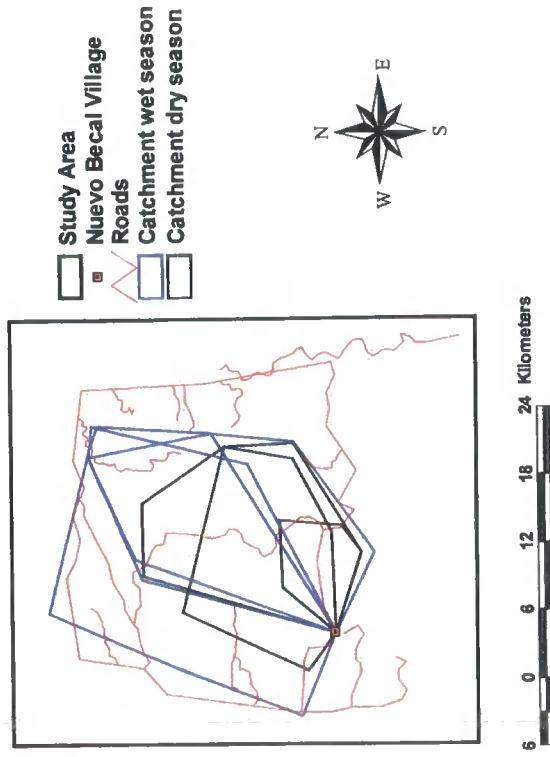 Study Area
Nuevo Becal Village
Roads
Catchment wet season
Catchment dry season
N
W
E
S
6 0 6 12 18 24 Kilometers